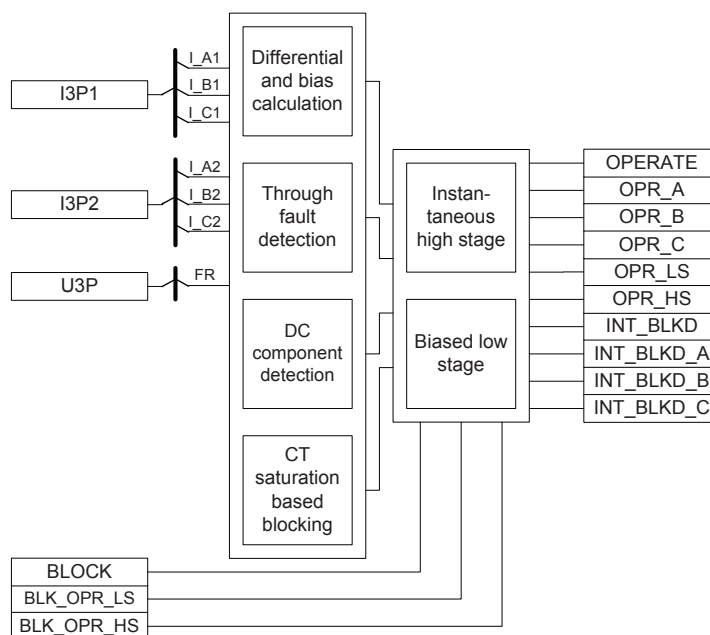 I3P1
I_A1
I_B1
I_C1
I3P2
I_A2
I_B2
I_C2
U3P
FR
Differential
and bias
calculation
Through
fault
detection
DC
component
detection
CT
saturation
based
blocking
Instan-
taneous
high stage
Biased low
stage
OPERATE
OPR_A
OPR_B
OPR_C
OPR_LS
OPR_HS
INT_BLKD
INT_BLKD_A
INT_BLKD_B
INT_BLKD_C
BLOCK
BLK_OPR_LS
BLK_OPR_HS